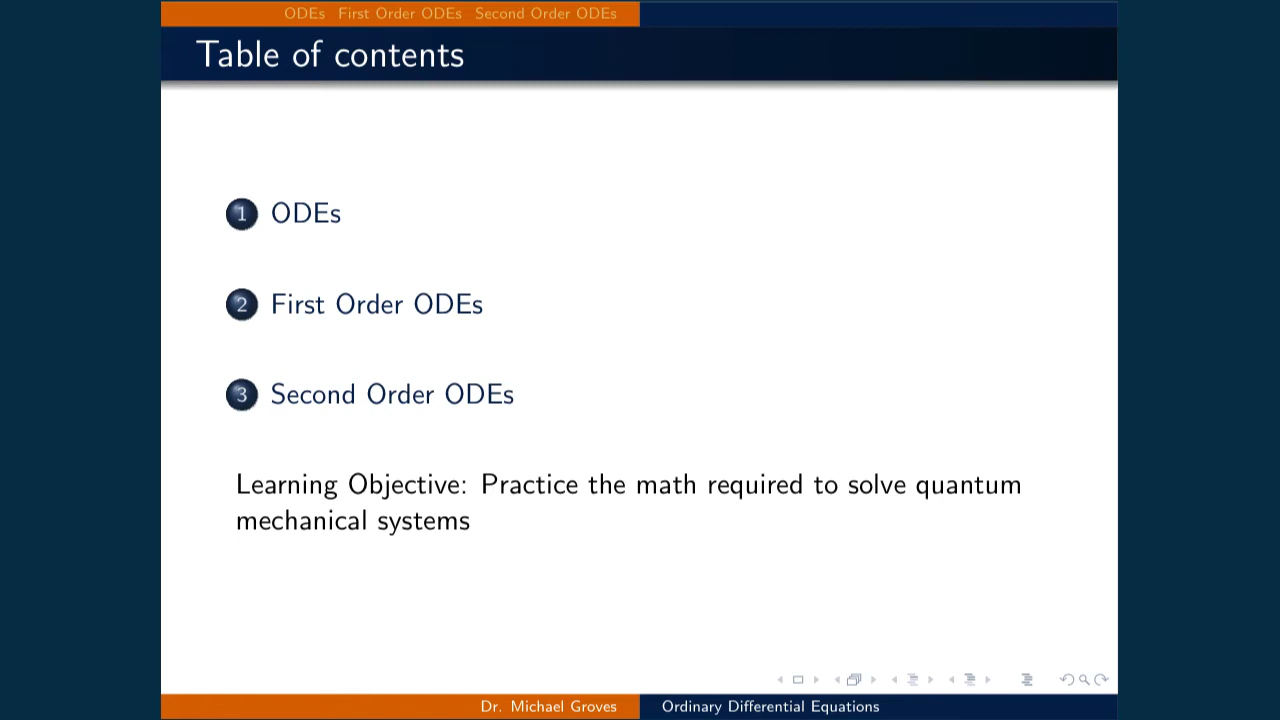 ODEs First Order ODEs Second Order ODEs
Table of contents
1 ODEs
2 First Order ODEs
3 Second Order ODEs
Learning Objective: Practice the math required to solve quantum
mechanical systems
Dr. Michael Groves Ordinary Differential Equations